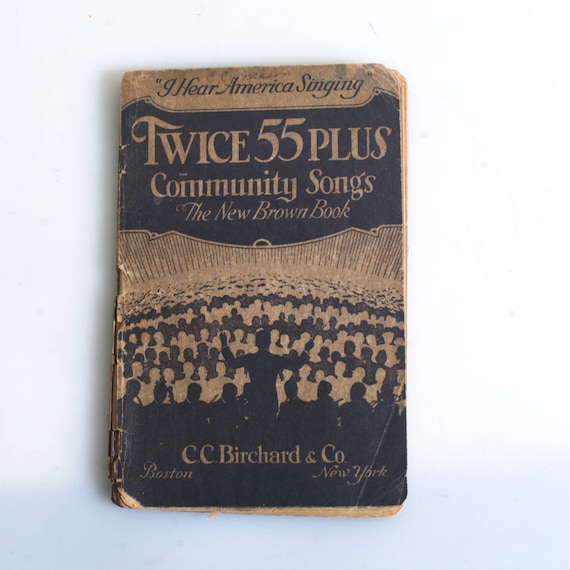 "I Hear America Singing"
TWICE 55 PLUS
Community Songs
The New Brown Book
C.C. Birchard & Co
Boston New York